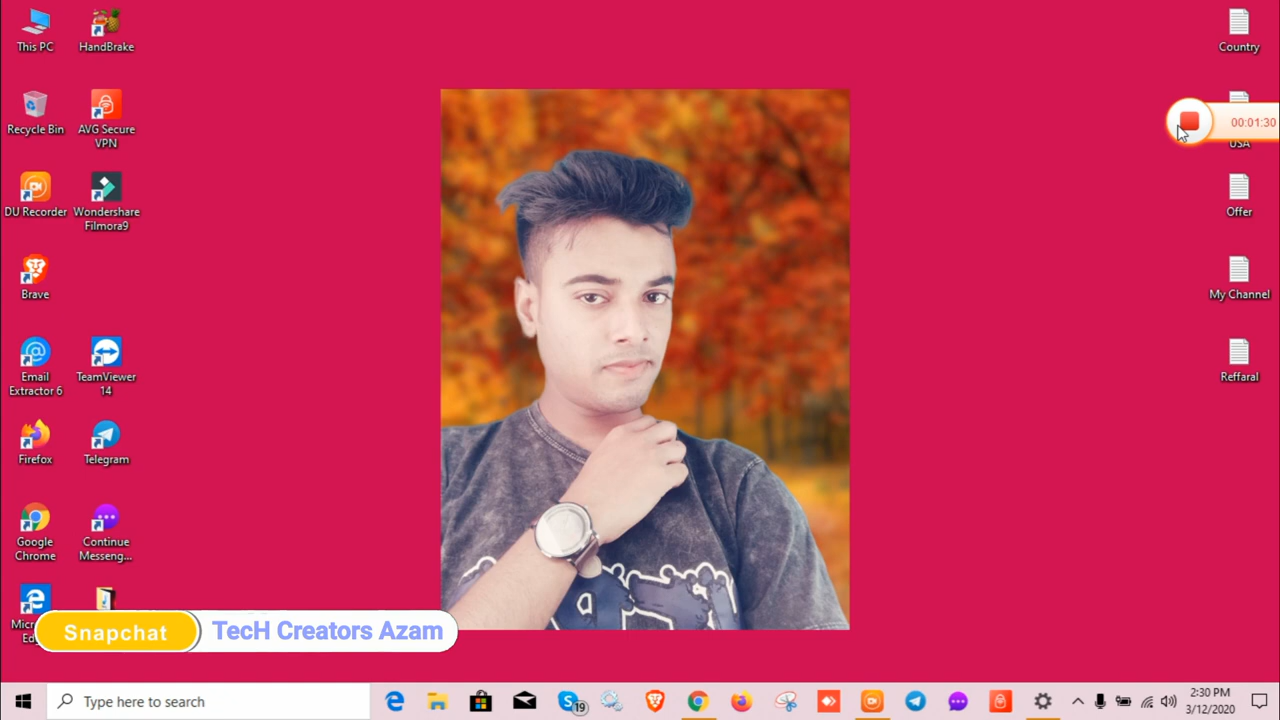 This PC
HandBrake
Country
Recycle Bin
AVG Secure
VPN
00:01:30
USA
DU Recorder
Wondershare
Filmora9
Offer
Brave
My Channel
Email
Extractor 6
TeamViewer
14
Reffaral
Firefox
Telegram
Google
Chrome
Continue
Messeng...
Snapchat
TecH Creators Azam
Type here to search
19
2:30 PM
3/12/2020